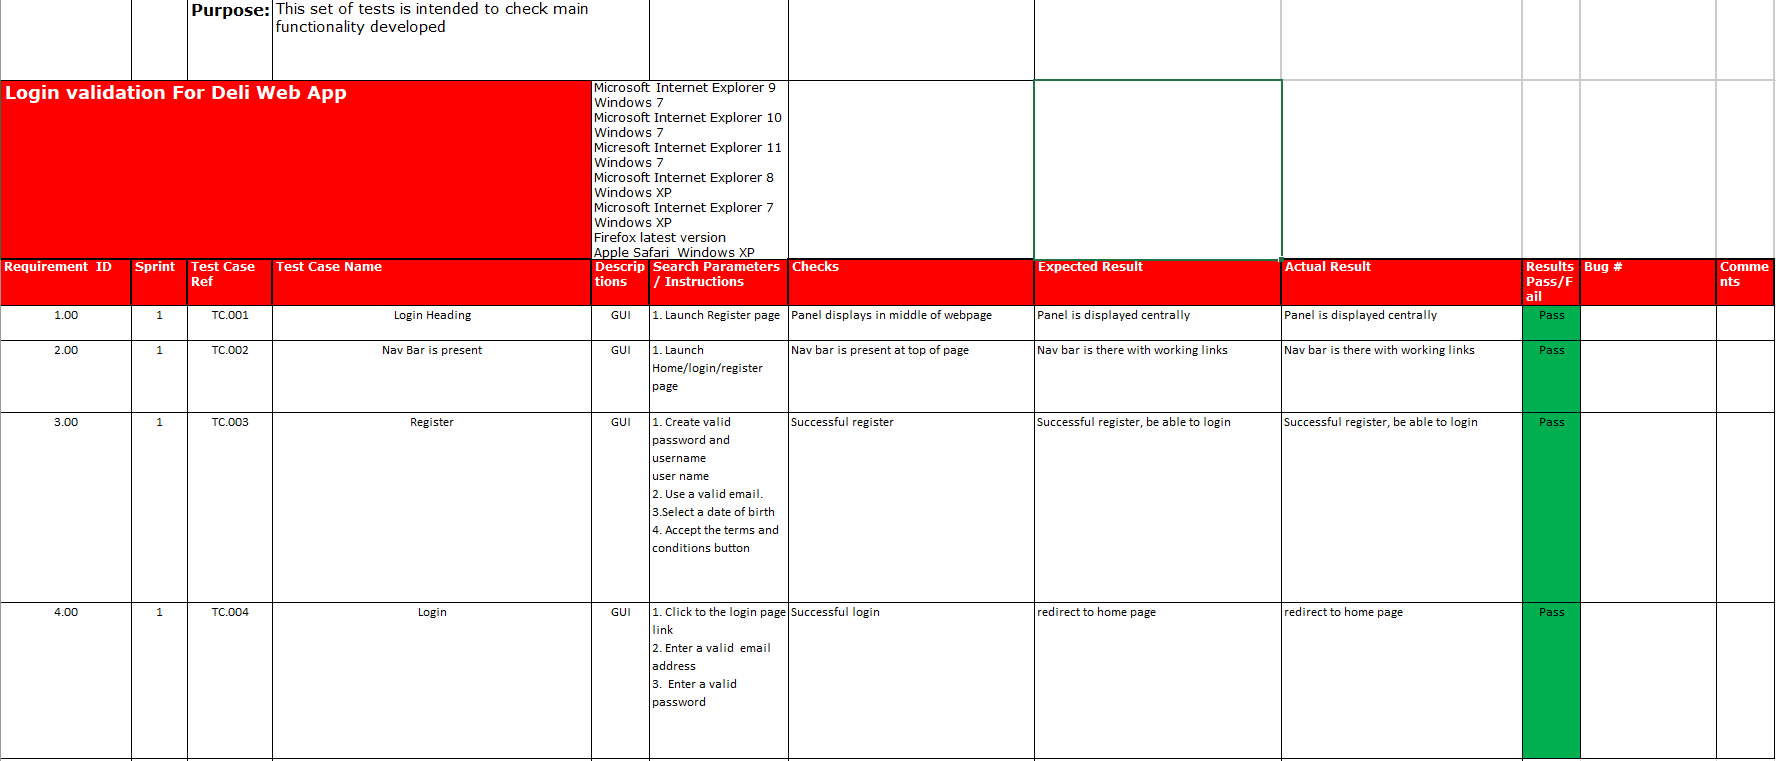 Purpose: This set of tests is intended to check main
functionality developed
Login validation For Deli Web App
Microsoft Internet Explorer 9
Windows 7
Microsoft Internet Explorer 10
Windows 7
Micresoft Internet Explorer 11
Windows 7
Microsoft Internet Explorer 8
Windows XP
Microsoft Internet Explorer 7
Windows XP
Firefox latest version
Apple Safari  Windows XP
Requirement  ID
Sprint
Test Case
Ref
Test Case Name
Descrip
tions
Search Parameters
/ Instructions
Checks
Expected Result
Actual Result
Results
Pass/F
ail
Bug #
Comme
nts
1.00
1
TC.001
Login Heading
GUI
1. Launch Register page
Panel displays in middle of webpage
Panel is displayed centrally
Panel is displayed centrally
Pass
2.00
1
TC.002
Nav Bar is present
GUI
1. Launch
Home/login/register
page
Nav bar is present at top of page
Nav bar is there with working links
Nav bar is there with working links
Pass
3.00
1
TC.003
Register
GUI
1. Create valid
password and
username
user name
2. Use a valid email.
3.Select a date of birth
4. Accept the terms and
conditions button
Successful register
Successful register, be able to login
Successful register, be able to login
Pass
4.00
1
TC.004
Login
GUI
1. Click to the login page
link
2. Enter a valid  email
address
3.  Enter a valid
password
Successful login
redirect to home page
redirect to home page
Pass